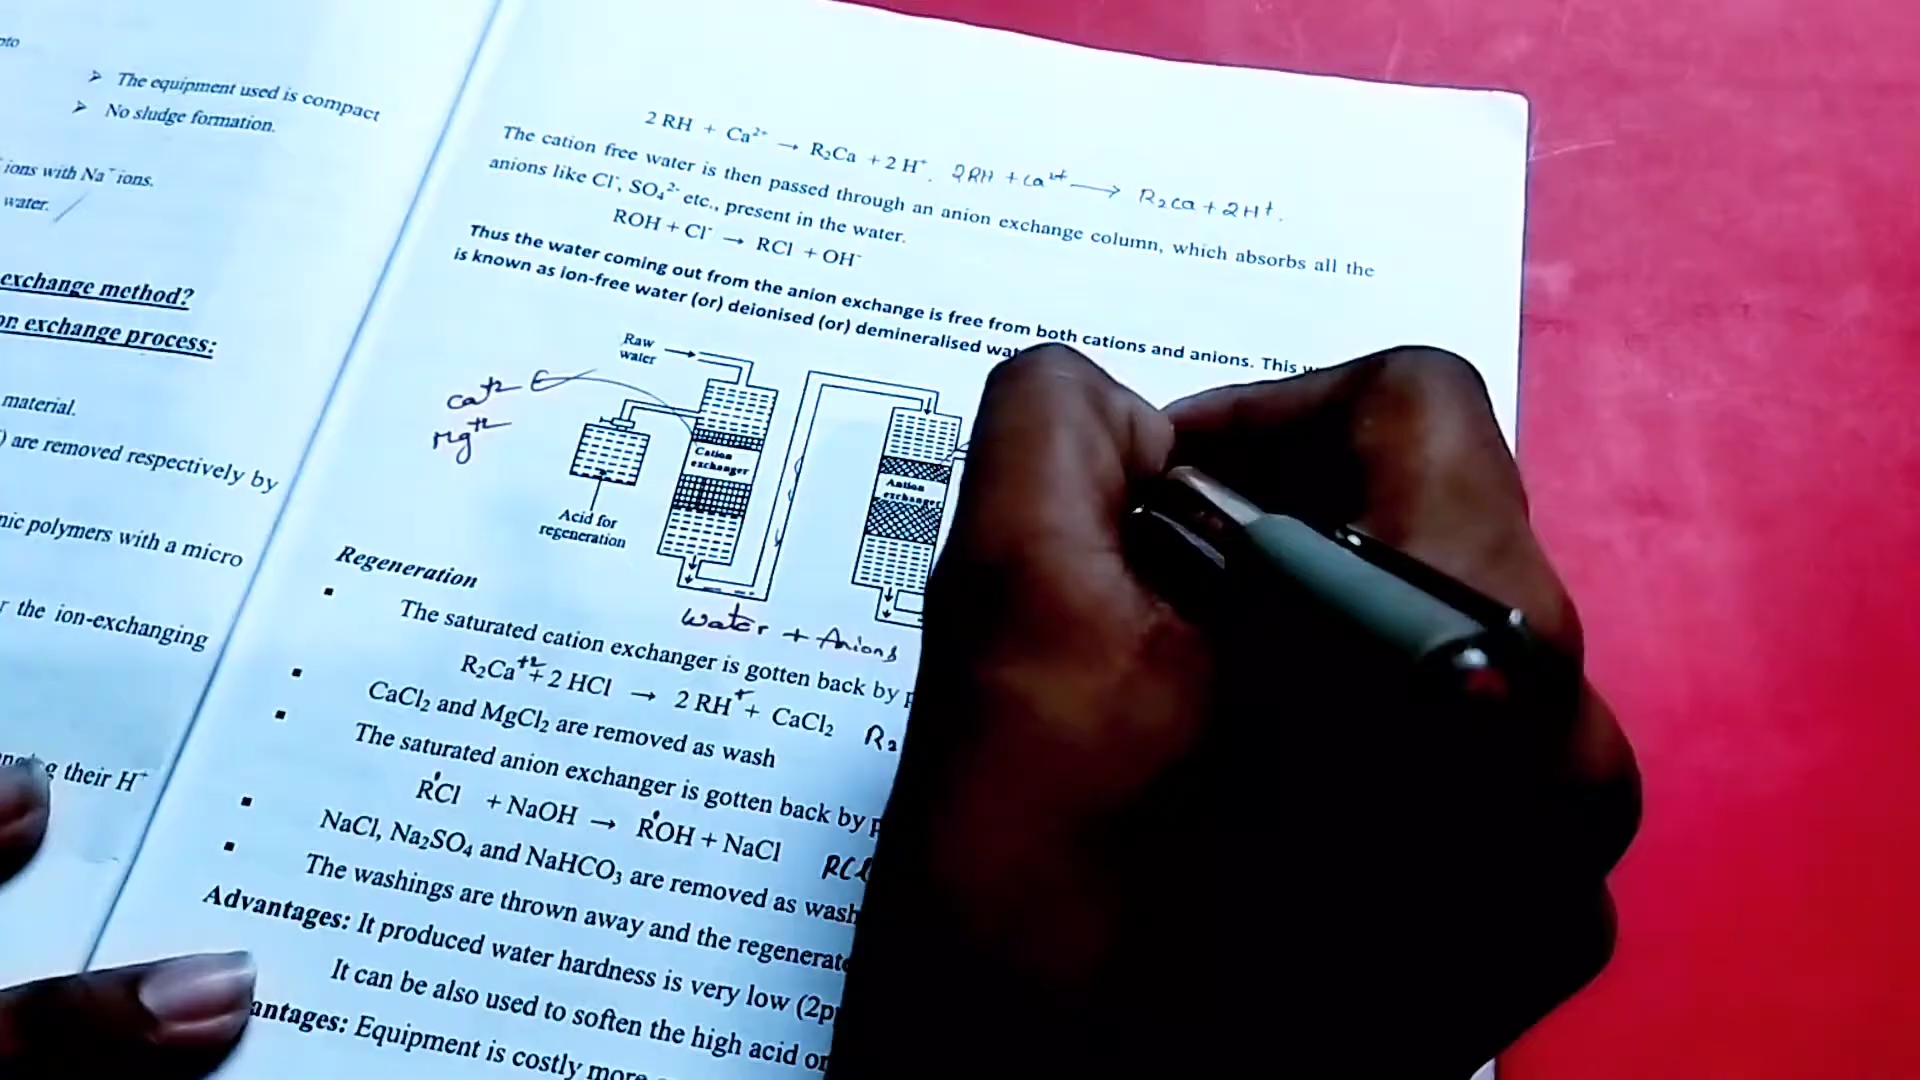 The equipment used is compact
No sludge formation.
ions with Na⁺ ions.
water.
exchange method?
on exchange process:
material.
) are removed respectively by
polymers with a micro
the ion-exchanging
g their H⁺
2 RH + Ca²⁺ → R₂Ca + 2 H⁺. 2RH + Ca²⁺ → R₂Ca + 2H⁺.
The cation free water is then passed through an anion exchange column, which absorbs all the
anions like Cl⁻, SO₄²⁻ etc., present in the water.
ROH + Cl⁻ → RCl + OH⁻
Thus the water coming out from the anion exchange is free from both cations and anions. This
is known as ion-free water (or) deionised (or) demineralised
Raw
water
Ca⁺²
Mg⁺²
Cation
exchanger
Anion
exchanger
Acid for
regeneration
Water + Anions
Regeneration
▪ The saturated cation exchanger is gotten back by
R₂Ca⁺² + 2 HCl → 2 RH⁺ + CaCl₂ R₂
▪ CaCl₂ and MgCl₂ are removed as wash
▪ The saturated anion exchanger is gotten back by
R'Cl + NaOH → R'OH + NaCl RCl
▪ NaCl, Na₂SO₄ and NaHCO₃ are removed as wash
▪ The washings are thrown away and the
Advantages: It produced water hardness is very low
It can be also used to soften the high acid
Equipment is costly more